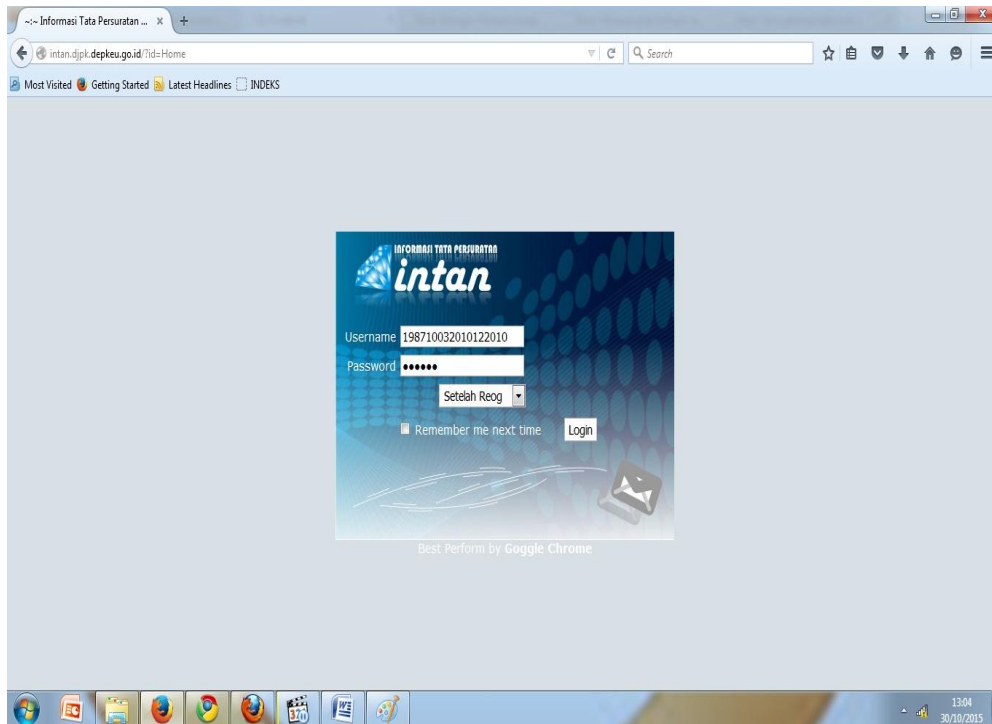 ~:~ Informasi Tata Persuratan ...
intan.djpk.depkeu.go.id/?id=Home
Search
Most Visited Getting Started Latest Headlines INDEKS
INFORMASI TATA PERSURATAN
intan
Username 198710032010122010
Password ••••••
Setelah Reog
Remember me next time Login
Best Perform by Goggle Chrome
13:04
30/10/2015